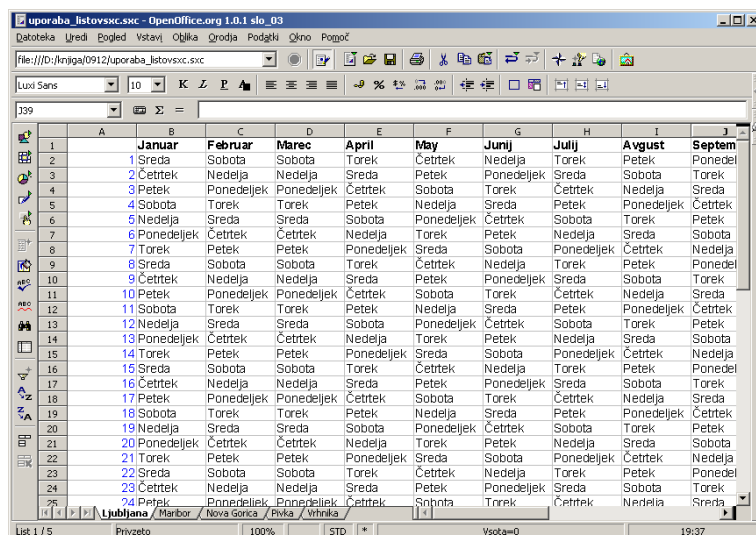 uporaba_listovsxc.sxc - OpenOffice.org 1.0.1 slo_03
Datoteka Uredi Pogled Vstavi Oblika Orodja Podatki Okno Pomoč
file:///D:/knjiga/0912/uporaba_listovsxc.sxc
Luxi Sans 10 K L P A
J39 Σ =
A B C D E F G H I J
1 Januar Februar Marec April May Junij Julij Avgust Septem
2 1 Sreda Sobota Sobota Torek Četrtek Nedelja Torek Petek Ponedel
3 2 Četrtek Nedelja Nedelja Sreda Petek Ponedeljek Sreda Sobota Torek
4 3 Petek Ponedeljek Ponedeljek Četrtek Sobota Torek Četrtek Nedelja Sreda
5 4 Sobota Torek Torek Petek Nedelja Sreda Petek Ponedeljek Četrtek
6 5 Nedelja Sreda Sreda Sobota Ponedeljek Četrtek Sobota Torek Petek
7 6 Ponedeljek Četrtek Četrtek Nedelja Torek Petek Nedelja Sreda Sobota
8 7 Torek Petek Petek Ponedeljek Sreda Sobota Ponedeljek Četrtek Nedelja
9 8 Sreda Sobota Sobota Torek Četrtek Nedelja Torek Petek Ponedel
10 9 Četrtek Nedelja Nedelja Sreda Petek Ponedeljek Sreda Sobota Torek
11 10 Petek Ponedeljek Ponedeljek Četrtek Sobota Torek Četrtek Nedelja Sreda
12 11 Sobota Torek Torek Petek Nedelja Sreda Petek Ponedeljek Četrtek
13 12 Nedelja Sreda Sreda Sobota Ponedeljek Četrtek Sobota Torek Petek
14 13 Ponedeljek Četrtek Četrtek Nedelja Torek Petek Nedelja Sreda Sobota
15 14 Torek Petek Petek Ponedeljek Sreda Sobota Ponedeljek Četrtek Nedelja
16 15 Sreda Sobota Sobota Torek Četrtek Nedelja Torek Petek Ponedel
17 16 Četrtek Nedelja Nedelja Sreda Petek Ponedeljek Sreda Sobota Torek
18 17 Petek Ponedeljek Ponedeljek Četrtek Sobota Torek Četrtek Nedelja Sreda
19 18 Sobota Torek Torek Petek Nedelja Sreda Petek Ponedeljek Četrtek
20 19 Nedelja Sreda Sreda Sobota Ponedeljek Četrtek Sobota Torek Petek
21 20 Ponedeljek Četrtek Četrtek Nedelja Torek Petek Nedelja Sreda Sobota
22 21 Torek Petek Petek Ponedeljek Sreda Sobota Ponedeljek Četrtek Nedelja
23 22 Sreda Sobota Sobota Torek Četrtek Nedelja Torek Petek Ponedel
24 23 Četrtek Nedelja Nedelja Sreda Petek Ponedeljek Sreda Sobota Torek
25 24 Petek Ponedeljek Ponedeljek Četrtek Sobota Torek Četrtek Nedelja Sreda
Ljubljana Maribor Nova Gorica Pivka Vrhnika
List 1 / 5 Privzeto 100% STD * Vsota=0 19:37